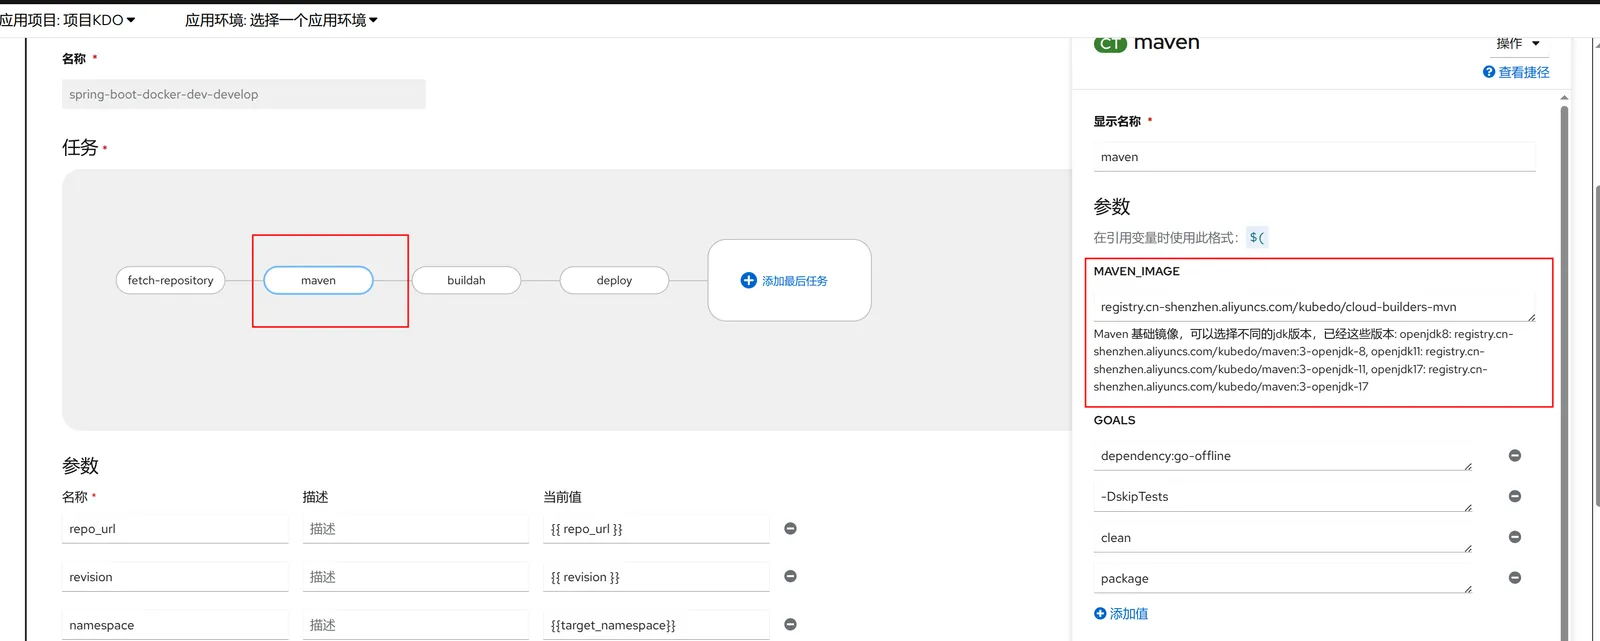 应用项目: 项目KDO
应用环境: 选择一个应用环境
名称 *
spring-boot-docker-dev-develop
任务 *
fetch-repository
maven
buildah
deploy
添加最后任务
参数
名称 * 描述 当前值
repo_url 描述 {{ repo_url }}
revision 描述 {{ revision }}
namespace 描述 {{target_namespace}}
CT maven
操作
查看捷径
显示名称 *
maven
参数
在引用变量时使用此格式: $(
MAVEN_IMAGE
registry.cn-shenzhen.aliyuncs.com/kubedo/cloud-builders-mvn
Maven 基础镜像，可以选择不同的jdk版本，已经这些版本: openjdk8: registry.cn-
shenzhen.aliyuncs.com/kubedo/maven:3-openjdk-8, openjdk11: registry.cn-
shenzhen.aliyuncs.com/kubedo/maven:3-openjdk-11, openjdk17: registry.cn-
shenzhen.aliyuncs.com/kubedo/maven:3-openjdk-17
GOALS
dependency:go-offline
-DskipTests
clean
package
添加值